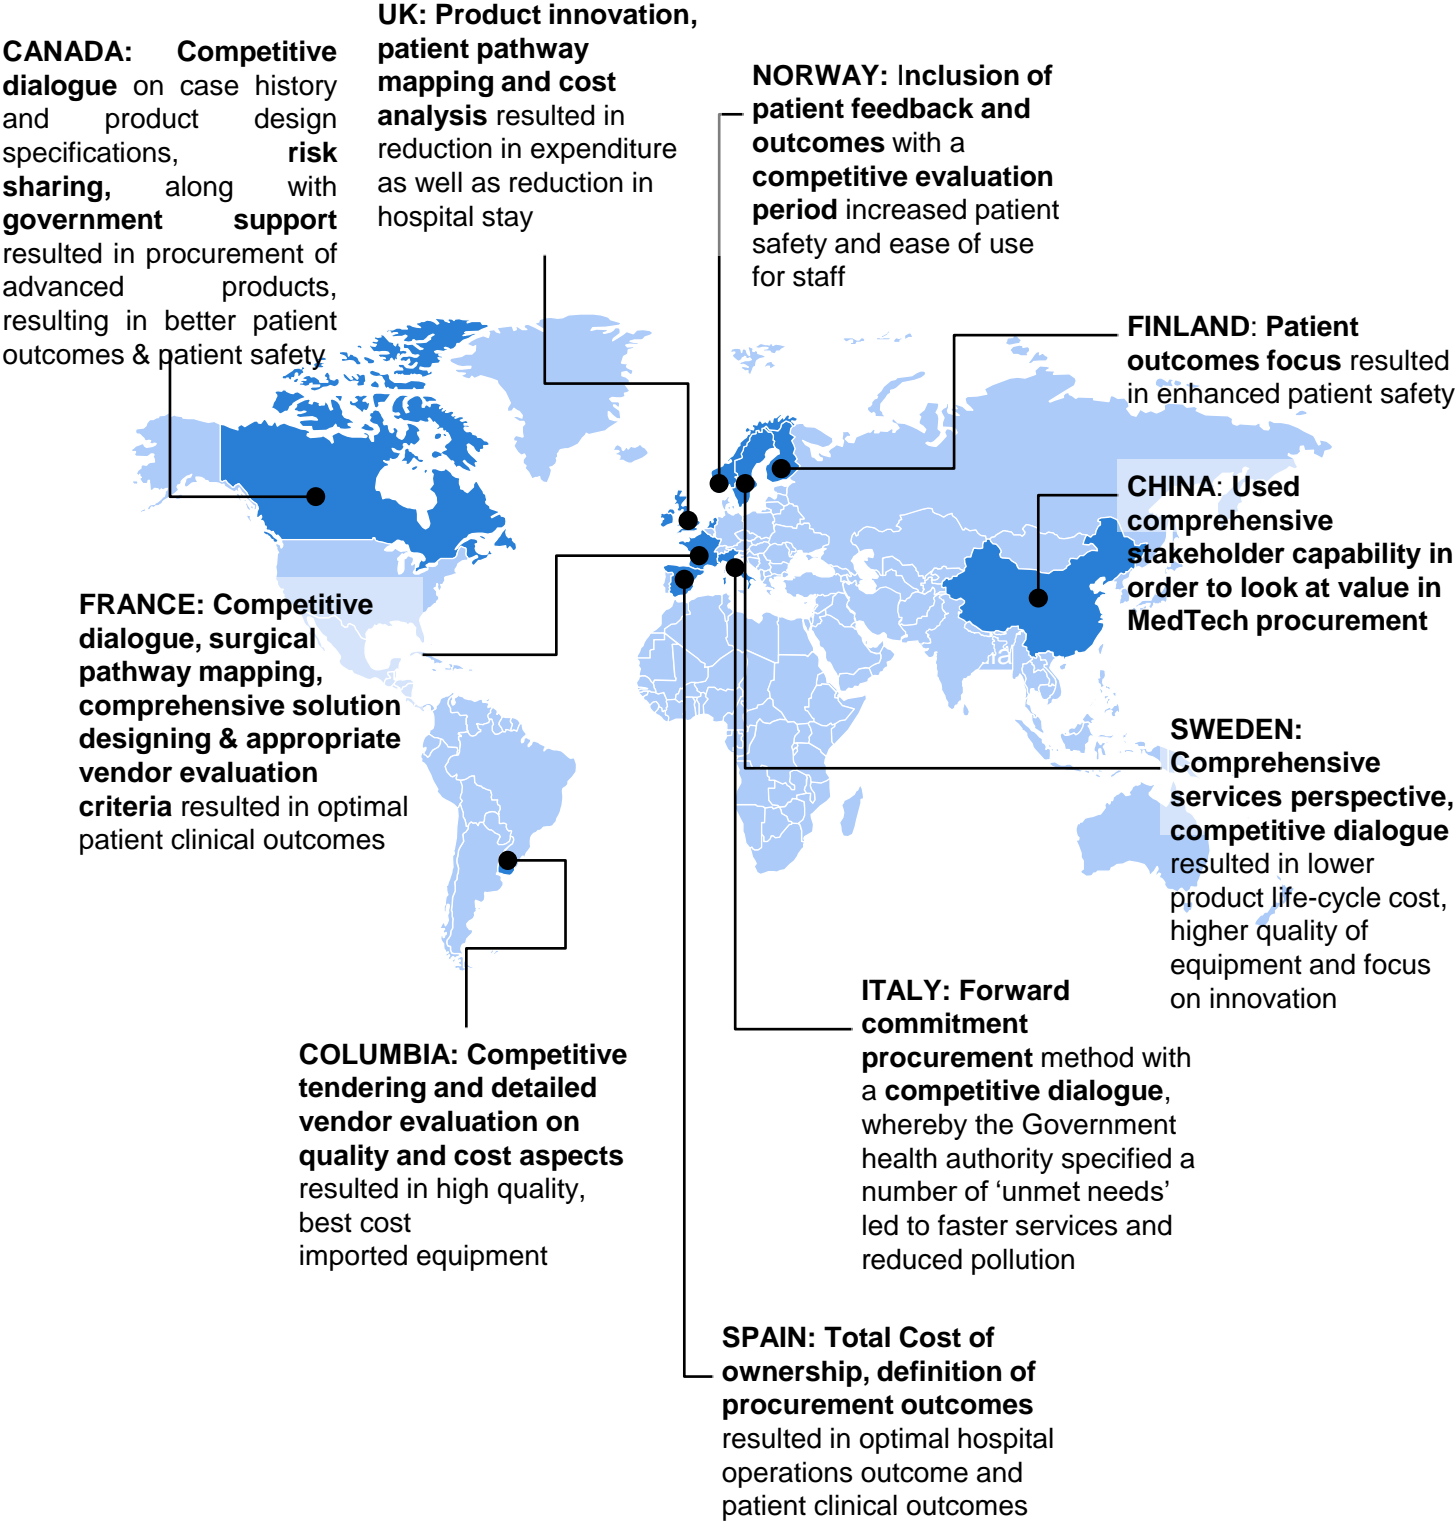 CANADA: Competitive
dialogue on case history
and product design
specifications, risk
sharing, along with
government support
resulted in procurement of
advanced products,
resulting in better patient
outcomes & patient safety
UK: Product innovation,
patient pathway
mapping and cost
analysis resulted in
reduction in expenditure
as well as reduction in
hospital stay
NORWAY: Inclusion of
patient feedback and
outcomes with a
competitive evaluation
period increased patient
safety and ease of use
for staff
FINLAND: Patient
outcomes focus resulted
in enhanced patient safety
CHINA: Used
comprehensive
stakeholder capability in
order to look at value in
MedTech procurement
FRANCE: Competitive
dialogue, surgical
pathway mapping,
comprehensive solution
designing & appropriate
vendor evaluation
criteria resulted in optimal
patient clinical outcomes
SWEDEN:
Comprehensive
services perspective,
competitive dialogue
resulted in lower
product life-cycle cost,
higher quality of
equipment and focus
on innovation
ITALY: Forward
commitment
procurement method with
a competitive dialogue,
whereby the Government
health authority specified a
number of ‘unmet needs’
led to faster services and
reduced pollution
COLUMBIA: Competitive
tendering and detailed
vendor evaluation on
quality and cost aspects
resulted in high quality,
best cost
imported equipment
SPAIN: Total Cost of
ownership, definition of
procurement outcomes
resulted in optimal hospital
operations outcome and
patient clinical outcomes